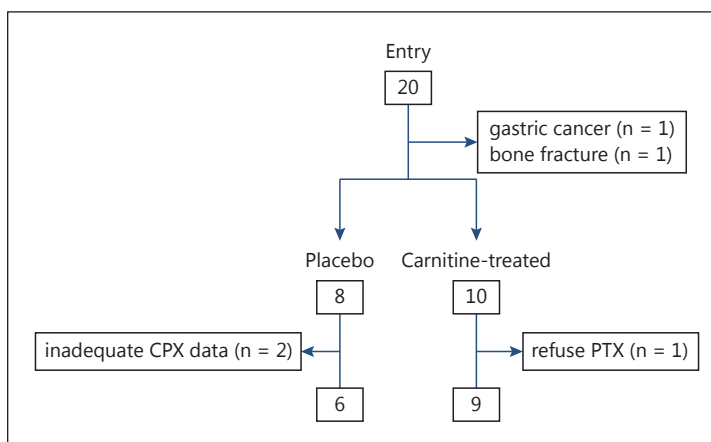 Entry
20
gastric cancer (n = 1)
bone fracture (n = 1)
Placebo
Carnitine-treated
8
10
inadequate CPX data (n = 2)
refuse PTX (n = 1)
6
9